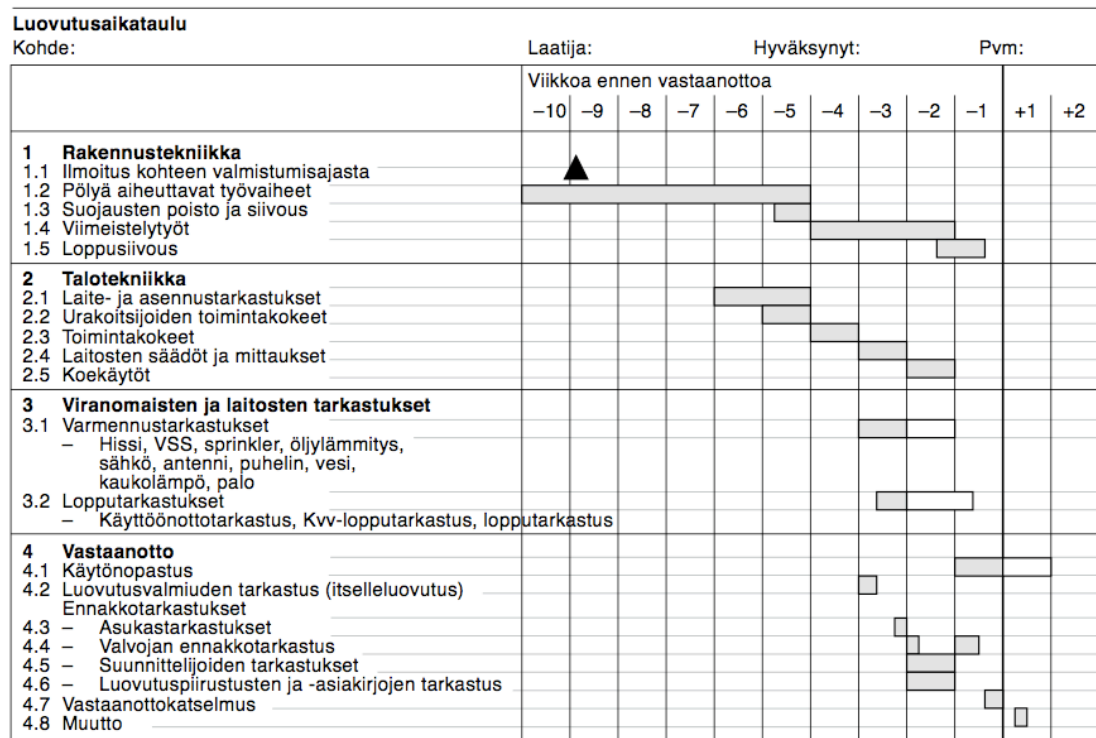 Luovutusaikataulu
Kohde: Laatija: Hyväksynyt: Pvm:
Viikkoa ennen vastaanottoa
–10 –9 –8 –7 –6 –5 –4 –3 –2 –1 +1 +2
1 Rakennustekniikka
1.1 Ilmoitus kohteen valmistumisajasta
1.2 Pölyä aiheuttavat työvaiheet
1.3 Suojausten poisto ja siivous
1.4 Viimeistelytyöt
1.5 Loppusiivous
2 Talotekniikka
2.1 Laite- ja asennustarkastukset
2.2 Urakoitsijoiden toimintakokeet
2.3 Toimintakokeet
2.4 Laitosten säädöt ja mittaukset
2.5 Koekäytöt
3 Viranomaisten ja laitosten tarkastukset
3.1 Varmennustarkastukset
– Hissi, VSS, sprinkler, öljylämmitys,
sähkö, antenni, puhelin, vesi,
kaukolämpö, palo
3.2 Lopputarkastukset
– Käyttöönottotarkastus, Kvv-lopputarkastus, lopputarkastus
4 Vastaanotto
4.1 Käytönopastus
4.2 Luovutusvalmiuden tarkastus (itselleluovutus)
Ennakkotarkastukset
4.3 – Asukastarkastukset
4.4 – Valvojan ennakkotarkastus
4.5 – Suunnittelijoiden tarkastukset
4.6 – Luovutuspiirustusten ja -asiakirjojen tarkastus
4.7 Vastaanottokatselmus
4.8 Muutto